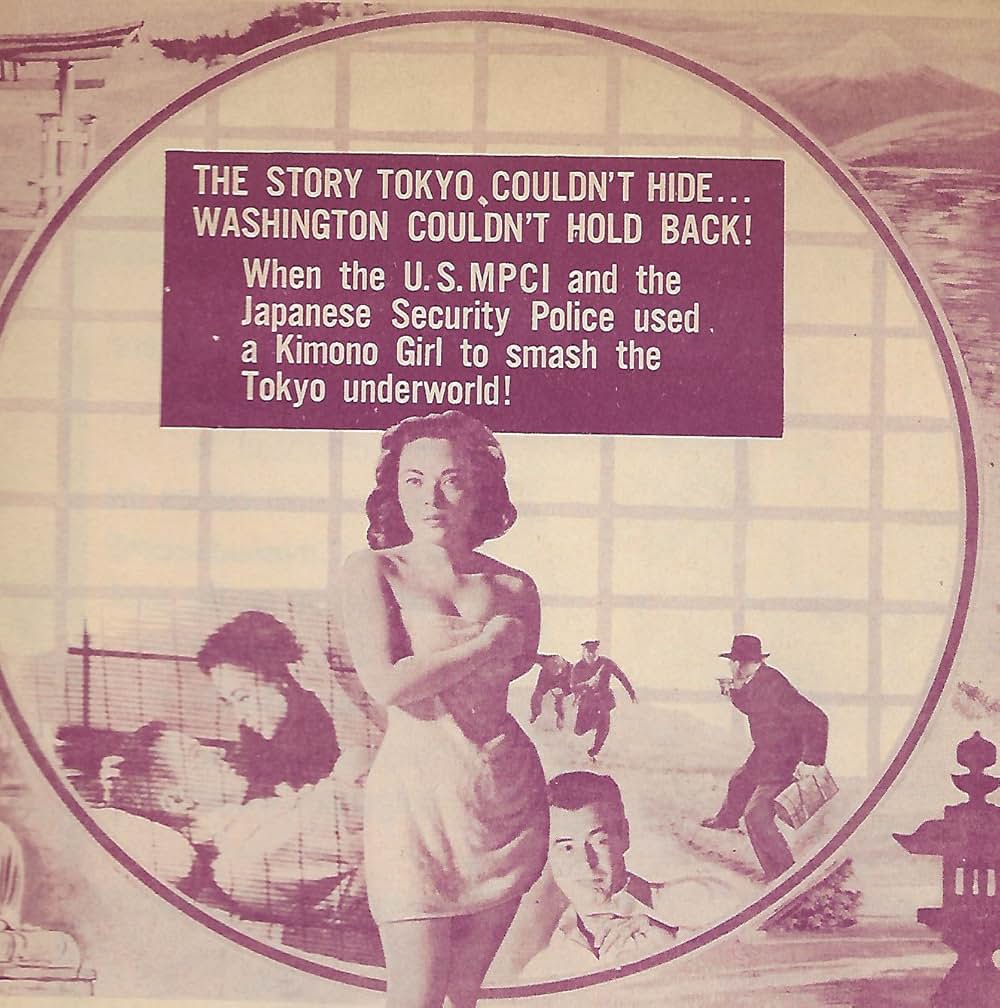 THE STORY TOKYO COULDN'T HIDE...
WASHINGTON COULDN'T HOLD BACK!
When the U.S. MPCI and the
Japanese Security Police used
a Kimono Girl to smash the
Tokyo underworld!